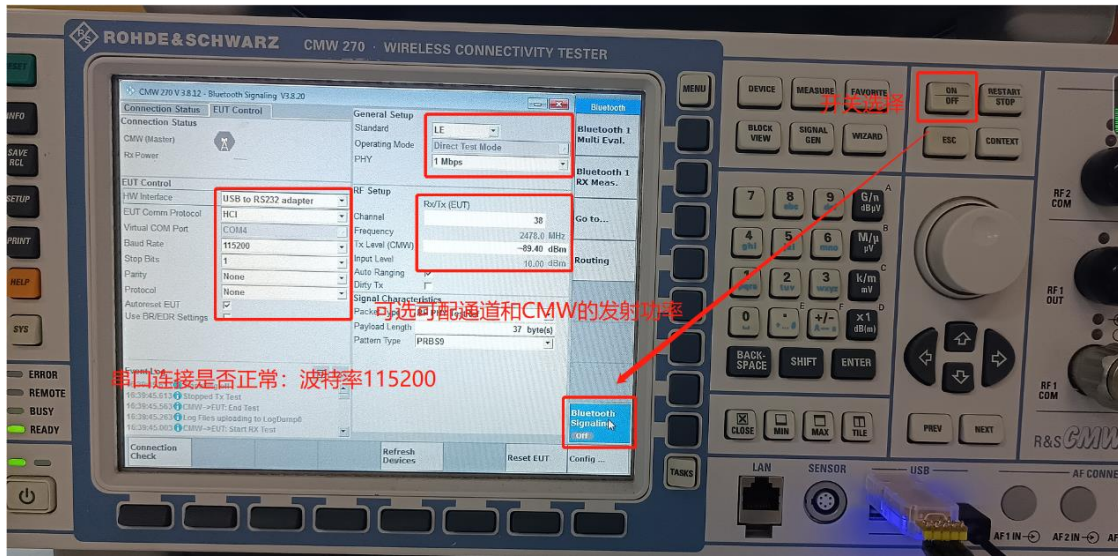 ROHDE&SCHWARZ
CMW 270 · WIRELESS CONNECTIVITY TESTER
CMW 270 V 3.8.12 - Bluetooth Signaling V3.8.20
Connection Status
EUT Control
Connection Status
CMW (Master)
Rx Power
EUT Control
HW Interface
USB to RS232 adapter
EUT Comm Protocol
HCI
Virtual COM Port
COM4
Baud Rate
115200
Stop Bits
1
Parity
None
Protocol
None
Autoreset EUT
Use BR/EDR Settings
General Setup
Standard
LE
Operating Mode
Direct Test Mode
PHY
1 Mbps
RF Setup
Rx/Tx (EUT)
Channel
38
Frequency
2478.0 MHz
Tx Level (CMW)
-89.40 dBm
Input Level
10.00 dBm
Auto Ranging
Dirty Tx
Signal Characteristics
可选可配通道和CMW的发射功率
Payload Length
37 byte(s)
Pattern Type
PRBS9
串口连接是否正常：波特率115200
16:39:45.613 Stopped Tx Test
16:39:45.563 CMW->EUT: End Test
16:39:45.263 Log Files uploading to LogDump0
16:39:45.003 CMW->EUT: Start RX Test
Connection
Check
Refresh
Devices
Reset EUT
Config ...
Bluetooth
Bluetooth 1
Multi Eval.
Bluetooth 1
RX Meas.
Go to...
Routing
Bluetooth
Signaling
Off
INFO
SAVE
RCL
SETUP
PRINT
HELP
SYS
ERROR
REMOTE
BUSY
READY
MENU
TASKS
DEVICE
MEASURE
FAVORITE
开关选择
ON
OFF
RESTART
STOP
BLOCK
VIEW
SIGNAL
GEN
WIZARD
ESC
CONTEXT
7
8
9
G/n
dBµV
A
4
ghi
5
jkl
6
mno
M/µ
µV
B
1
2
tuv
3
wxyz
k/m
mV
C
0
.
+/-
x1
dB(m)
E
F
D
BACK-
SPACE
SHIFT
ENTER
CLOSE
MIN
MAX
TILE
PREV
NEXT
RF 2
COM
RF 1
OUT
RF 1
COM
R&S CMW
LAN
SENSOR
USB
AF CONNE
AF 1 IN
AF 2 IN